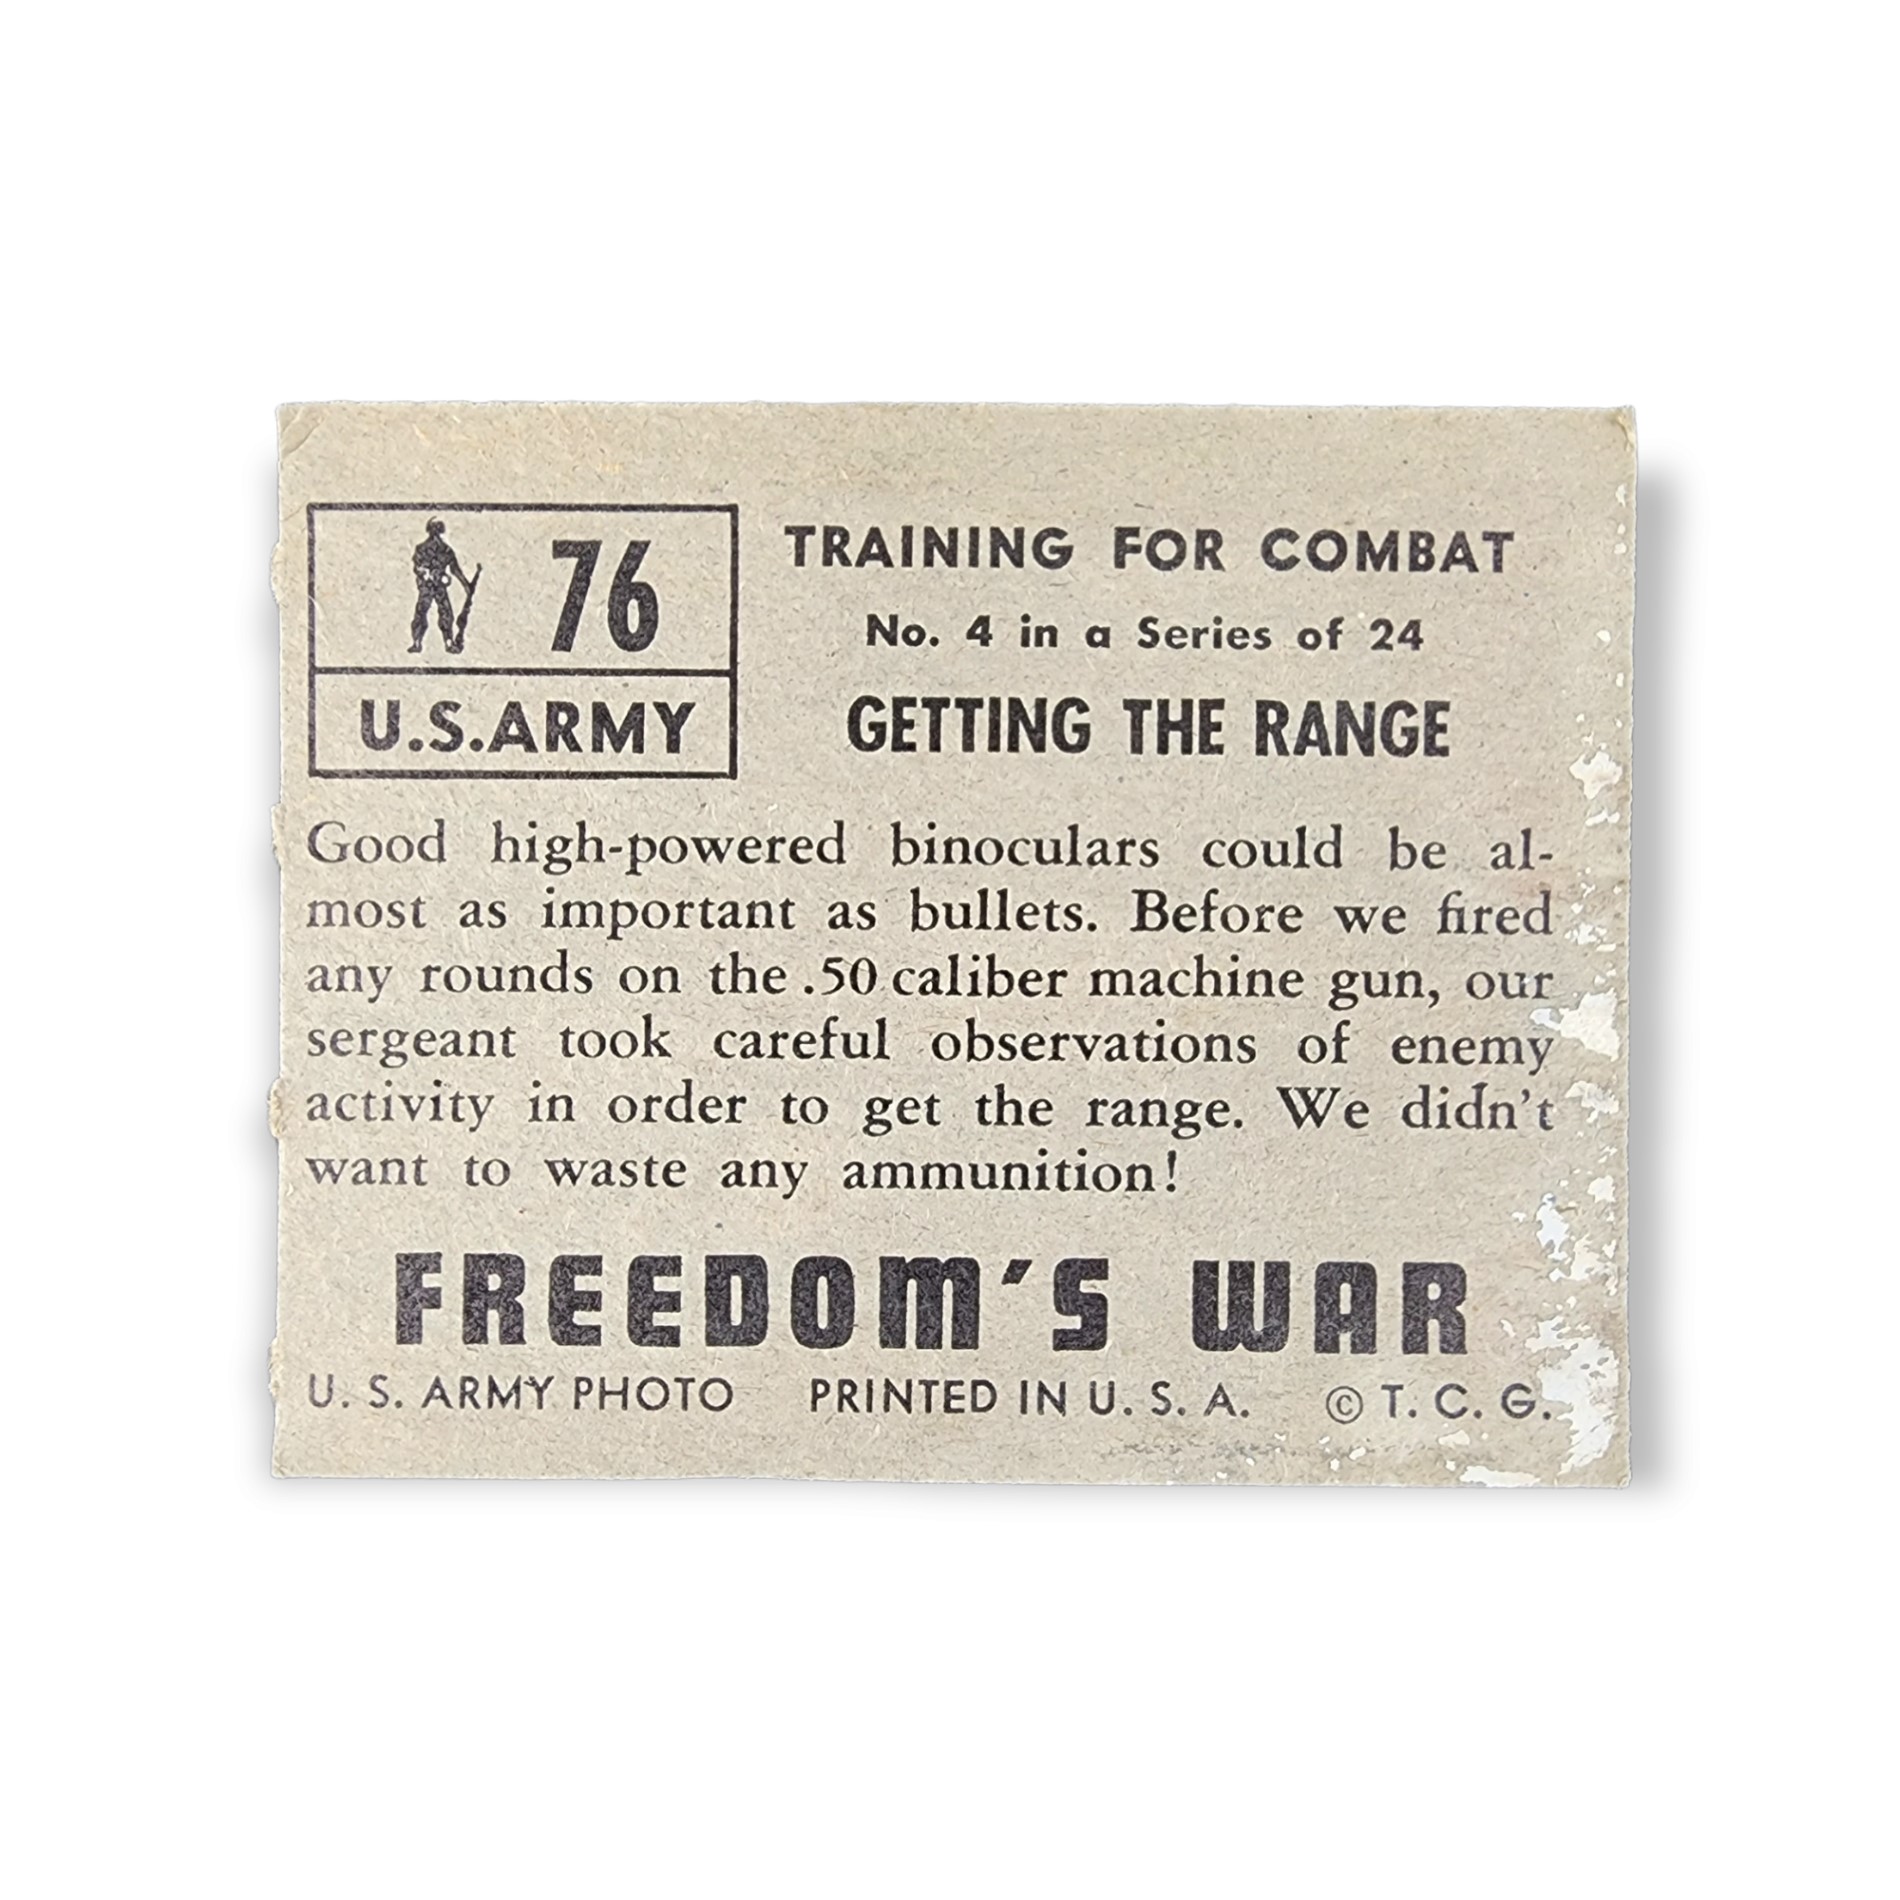 76
U.S.ARMY
TRAINING FOR COMBAT
No. 4 in a Series of 24
GETTING THE RANGE
Good high-powered binoculars could be al-
most as important as bullets. Before we fired
any rounds on the .50 caliber machine gun, our
sergeant took careful observations of enemy
activity in order to get the range. We didn't
want to waste any ammunition!
FREEDOM'S WAR
U. S. ARMY PHOTO PRINTED IN U. S. A. © T. C. G.